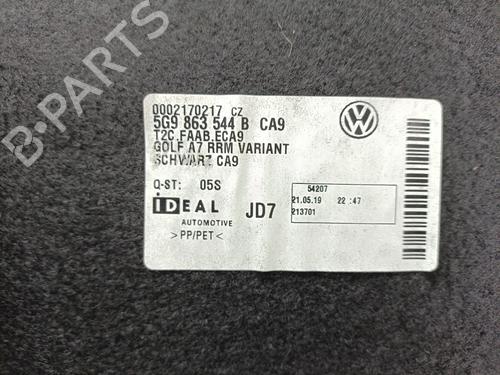 0002170217 CZ
5G9 863 544 B CA9
T2C.FAAB.ECA9
GOLF A7 RRM VARIANT
SCHWARZ CA9
Q-ST: 05S
iDEAL
AUTOMOTIVE
>PP/PET<
JD7
54207
21.05.19 22:47
213701
B-PARTS